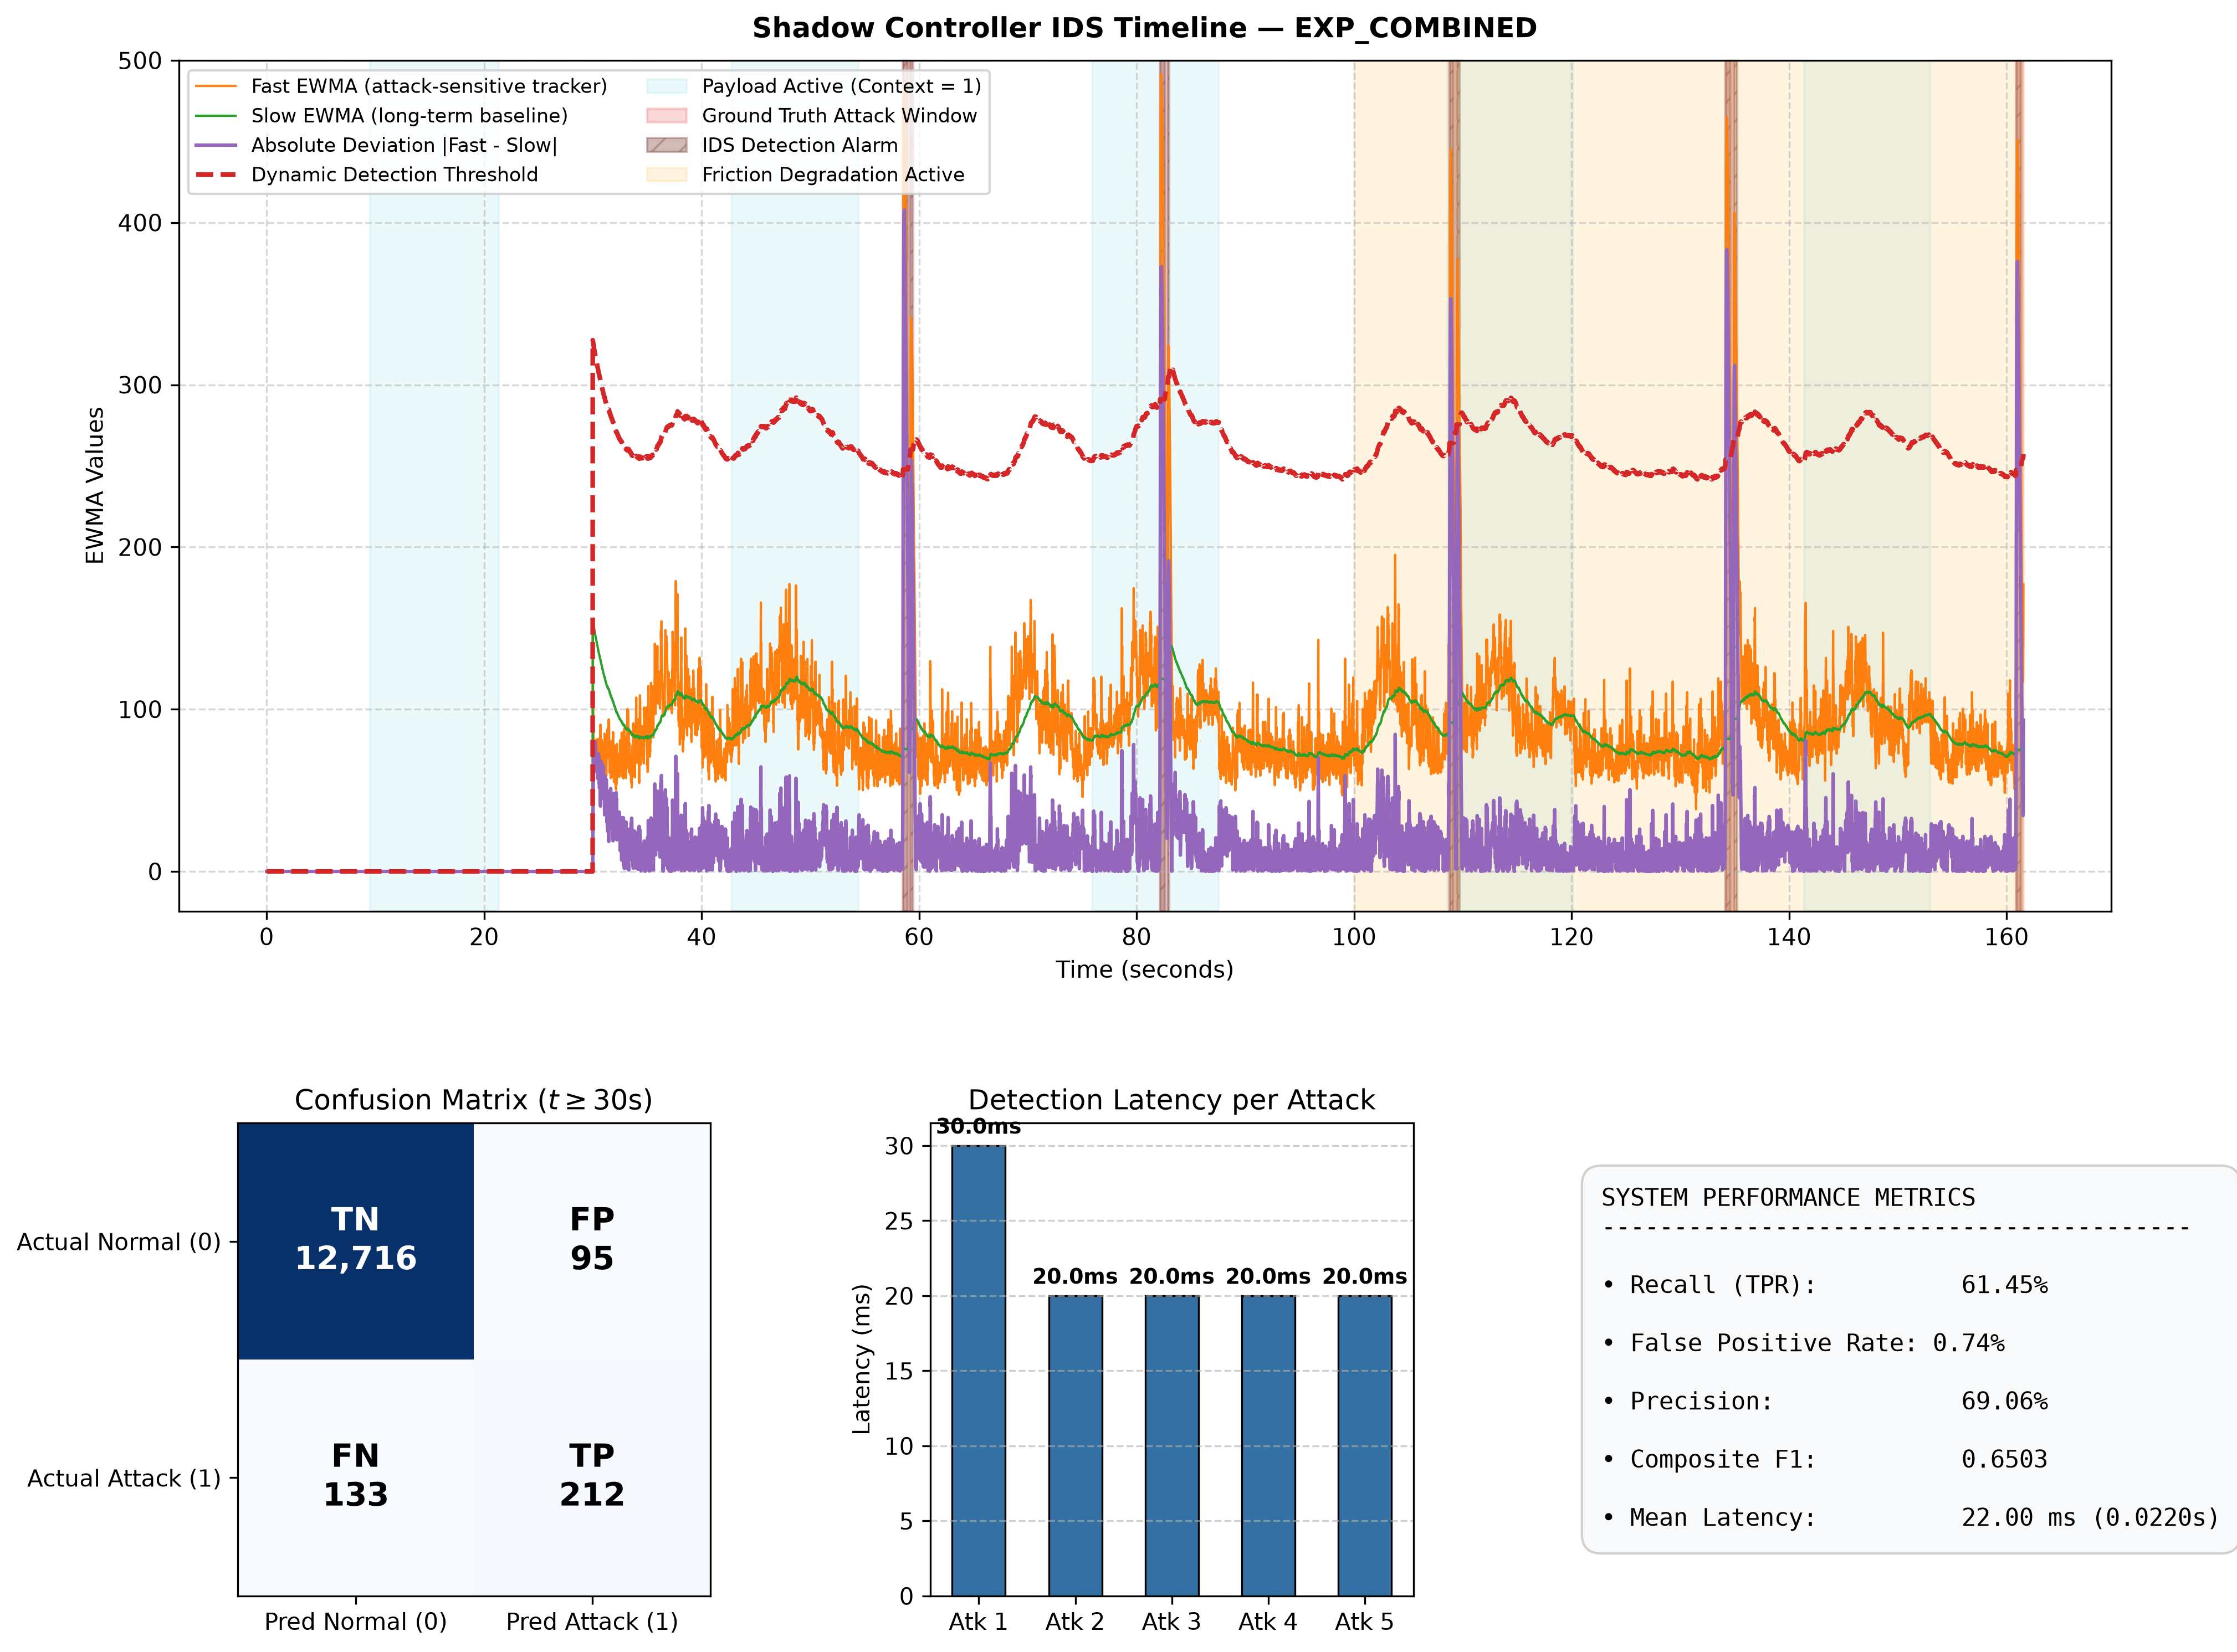 Shadow Controller IDS Timeline — EXP_COMBINED
Fast EWMA (attack-sensitive tracker)
Slow EWMA (long-term baseline)
Absolute Deviation |Fast - Slow|
Dynamic Detection Threshold
Payload Active (Context = 1)
Ground Truth Attack Window
IDS Detection Alarm
Friction Degradation Active
EWMA Values
500
400
300
200
100
0
0 20 40 60 80 100 120 140 160
Time (seconds)
Confusion Matrix (t ≥ 30s)
Actual Normal (0)
Actual Attack (1)
TN
12,716
FP
95
FN
133
TP
212
Pred Normal (0) Pred Attack (1)
Detection Latency per Attack
Latency (ms)
30
25
20
15
10
5
0
30.0ms
20.0ms 20.0ms 20.0ms 20.0ms
Atk 1 Atk 2 Atk 3 Atk 4 Atk 5
SYSTEM PERFORMANCE METRICS
-----------------------------------------
• Recall (TPR): 61.45%
• False Positive Rate: 0.74%
• Precision: 69.06%
• Composite F1: 0.6503
• Mean Latency: 22.00 ms (0.0220s)